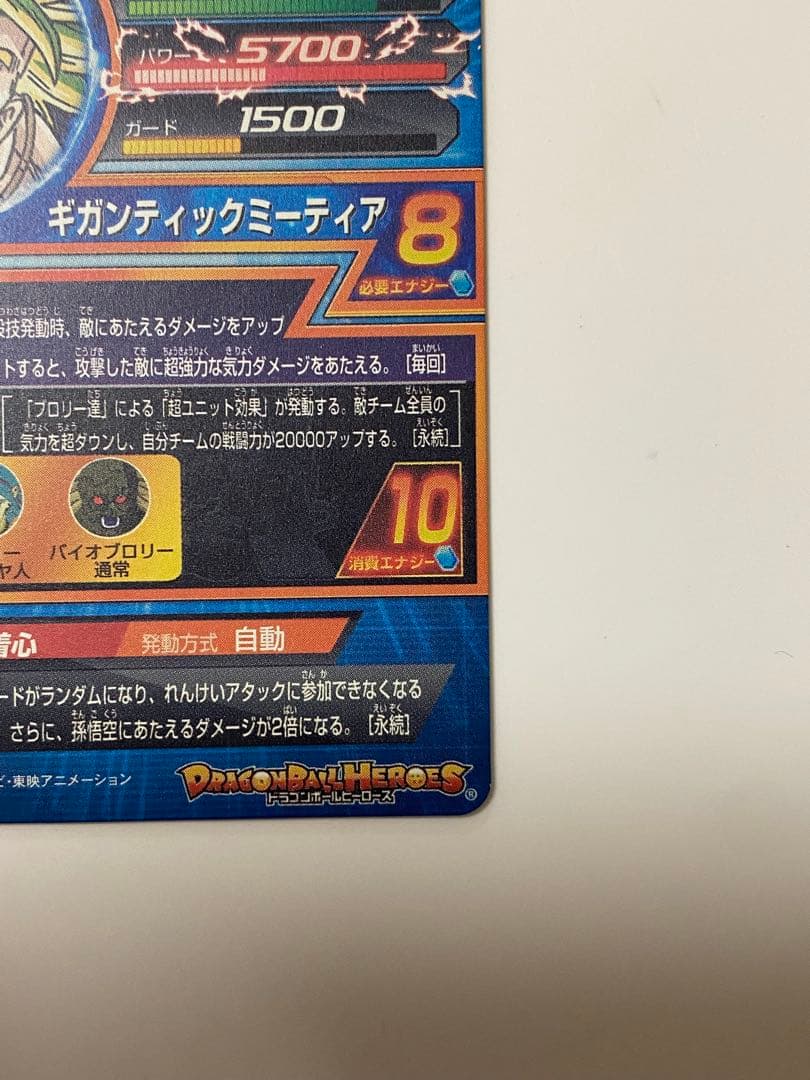 パワー 5700
ガード 1500
ギガンティックミーティア 8
必要エナジー
技発動時、敵にあたえるダメージをアップ
トすると、攻撃した敵に超強力な気力ダメージをあたえる。[毎回]
「ブロリー達」による「超ユニット効果」が発動する。敵チーム全員の
気力を超ダウンし、自分チームの戦闘力が20000アップする。[永続]
10
消費エナジー
ー バイオブロリー
ヤ人 通常
着心 発動方式 自動
ードがランダムになり、れんけいアタックに参加できなくなる
さらに、孫悟空にあたえるダメージが2倍になる。[永続]
ビ・東映アニメーション
DRAGONBALL HEROES
ドラゴンボールヒーローズ
®